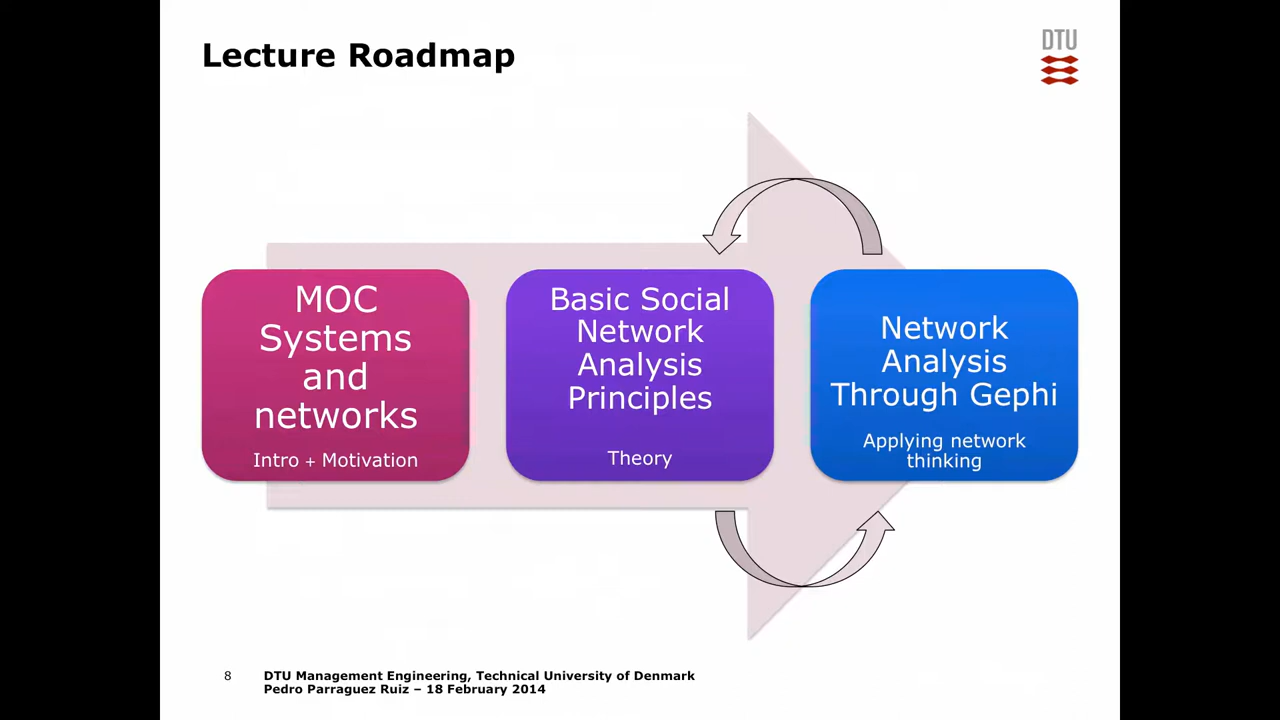 Lecture Roadmap
DTU
MOC
Systems
and
networks
Intro + Motivation
Basic Social
Network
Analysis
Principles
Theory
Network
Analysis
Through Gephi
Applying network
thinking
8
DTU Management Engineering, Technical University of Denmark
Pedro Parraguez Ruiz – 18 February 2014